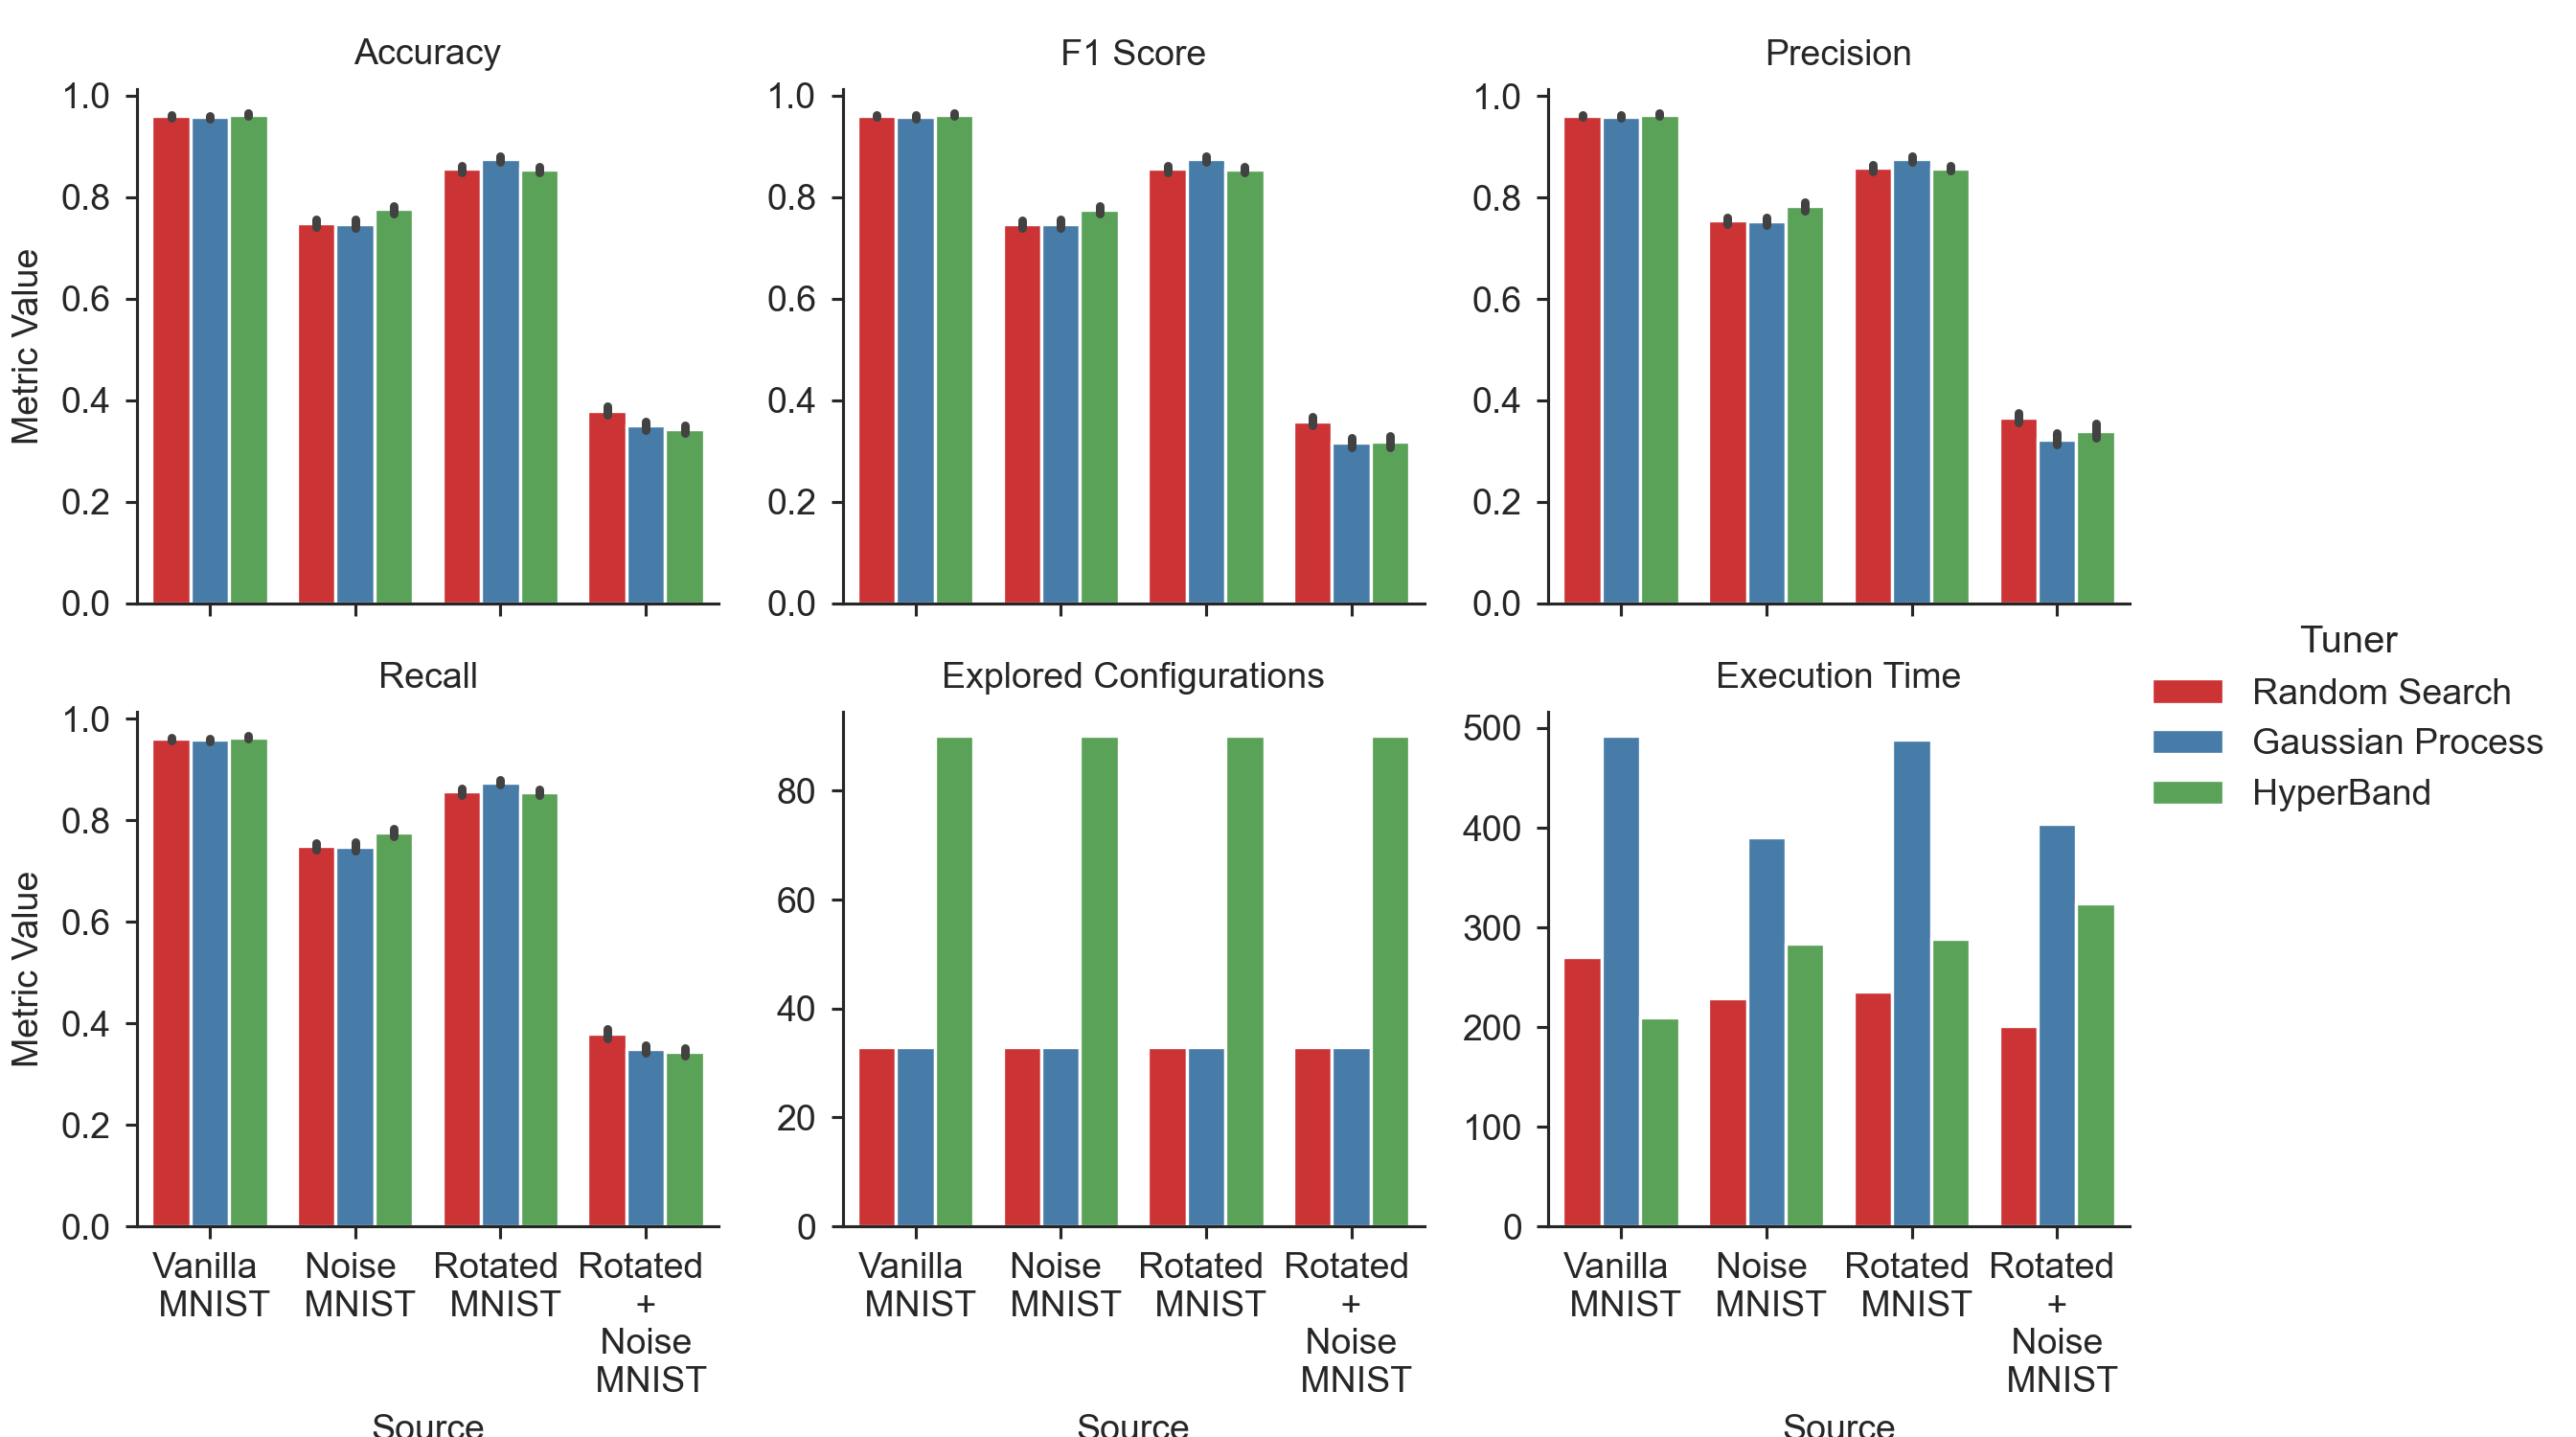 Accuracy
F1 Score
Precision
1.0
0.8
0.6
0.4
0.2
0.0
Metric Value
1.0
0.8
0.6
0.4
0.2
0.0
1.0
0.8
0.6
0.4
0.2
0.0
Recall
Explored Configurations
Execution Time
1.0
0.8
0.6
0.4
0.2
0.0
Metric Value
80
60
40
20
0
500
400
300
200
100
0
Vanilla
MNIST
Noise
MNIST
Rotated
MNIST
Rotated
+
Noise
MNIST
Source
Vanilla
MNIST
Noise
MNIST
Rotated
MNIST
Rotated
+
Noise
MNIST
Source
Vanilla
MNIST
Noise
MNIST
Rotated
MNIST
Rotated
+
Noise
MNIST
Source
Tuner
Random Search
Gaussian Process
HyperBand